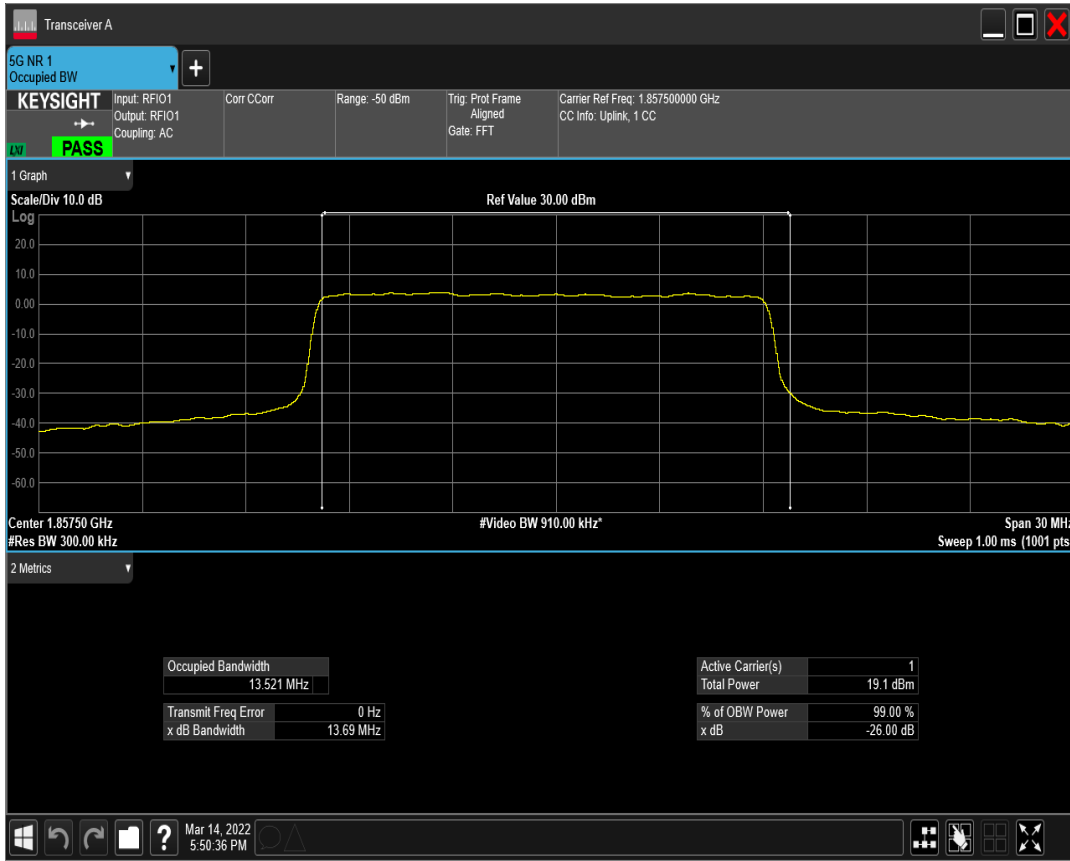 Transceiver A
5G NR 1
Occupied BW
+
KEYSIGHT
LXI
PASS
Input: RFIO1
Output: RFIO1
Coupling: AC
Corr CCorr
Range: -50 dBm
Trig: Prot Frame
Aligned
Gate: FFT
Carrier Ref Freq: 1.857500000 GHz
CC Info: Uplink, 1 CC
1 Graph
Scale/Div 10.0 dB
Ref Value 30.00 dBm
Log
20.0
10.0
0.00
-10.0
-20.0
-30.0
-40.0
-50.0
-60.0
Center 1.85750 GHz
#Video BW 910.00 kHz*
Span 30 MHz
#Res BW 300.00 kHz
Sweep 1.00 ms (1001 pts
2 Metrics
Occupied Bandwidth
13.521 MHz
Transmit Freq Error 0 Hz
x dB Bandwidth 13.69 MHz
Active Carrier(s) 1
Total Power 19.1 dBm
% of OBW Power 99.00 %
x dB -26.00 dB
?
Mar 14, 2022
5:50:36 PM